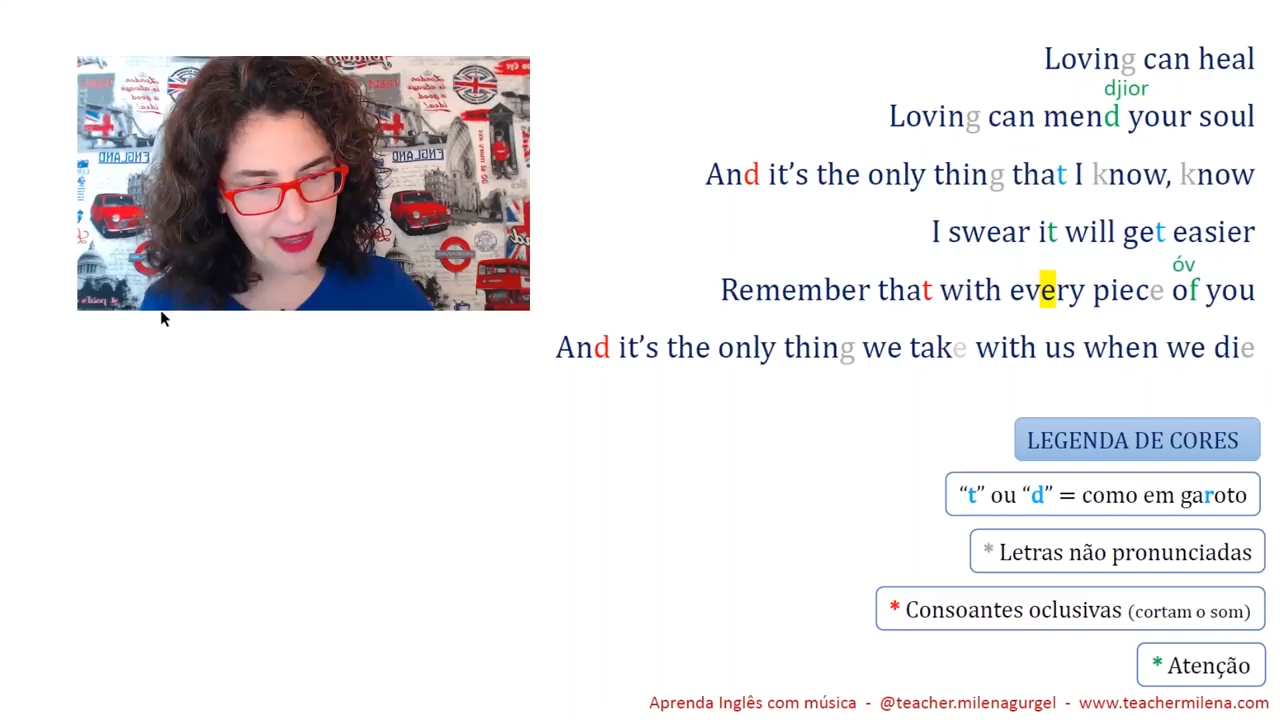 Loving can heal
djior
Loving can mend your soul
And it's the only thing that I know, know
I swear it will get easier
óv
Remember that with every piece of you
And it's the only thing we take with us when we die
LEGENDA DE CORES
“t” ou “d” = como em garoto
* Letras não pronunciadas
* Consoantes oclusivas (cortam o som)
* Atenção
Aprenda Inglês com música - @teacher.milenagurgel - www.teachermilena.com
ENGLAND
ENGLAND